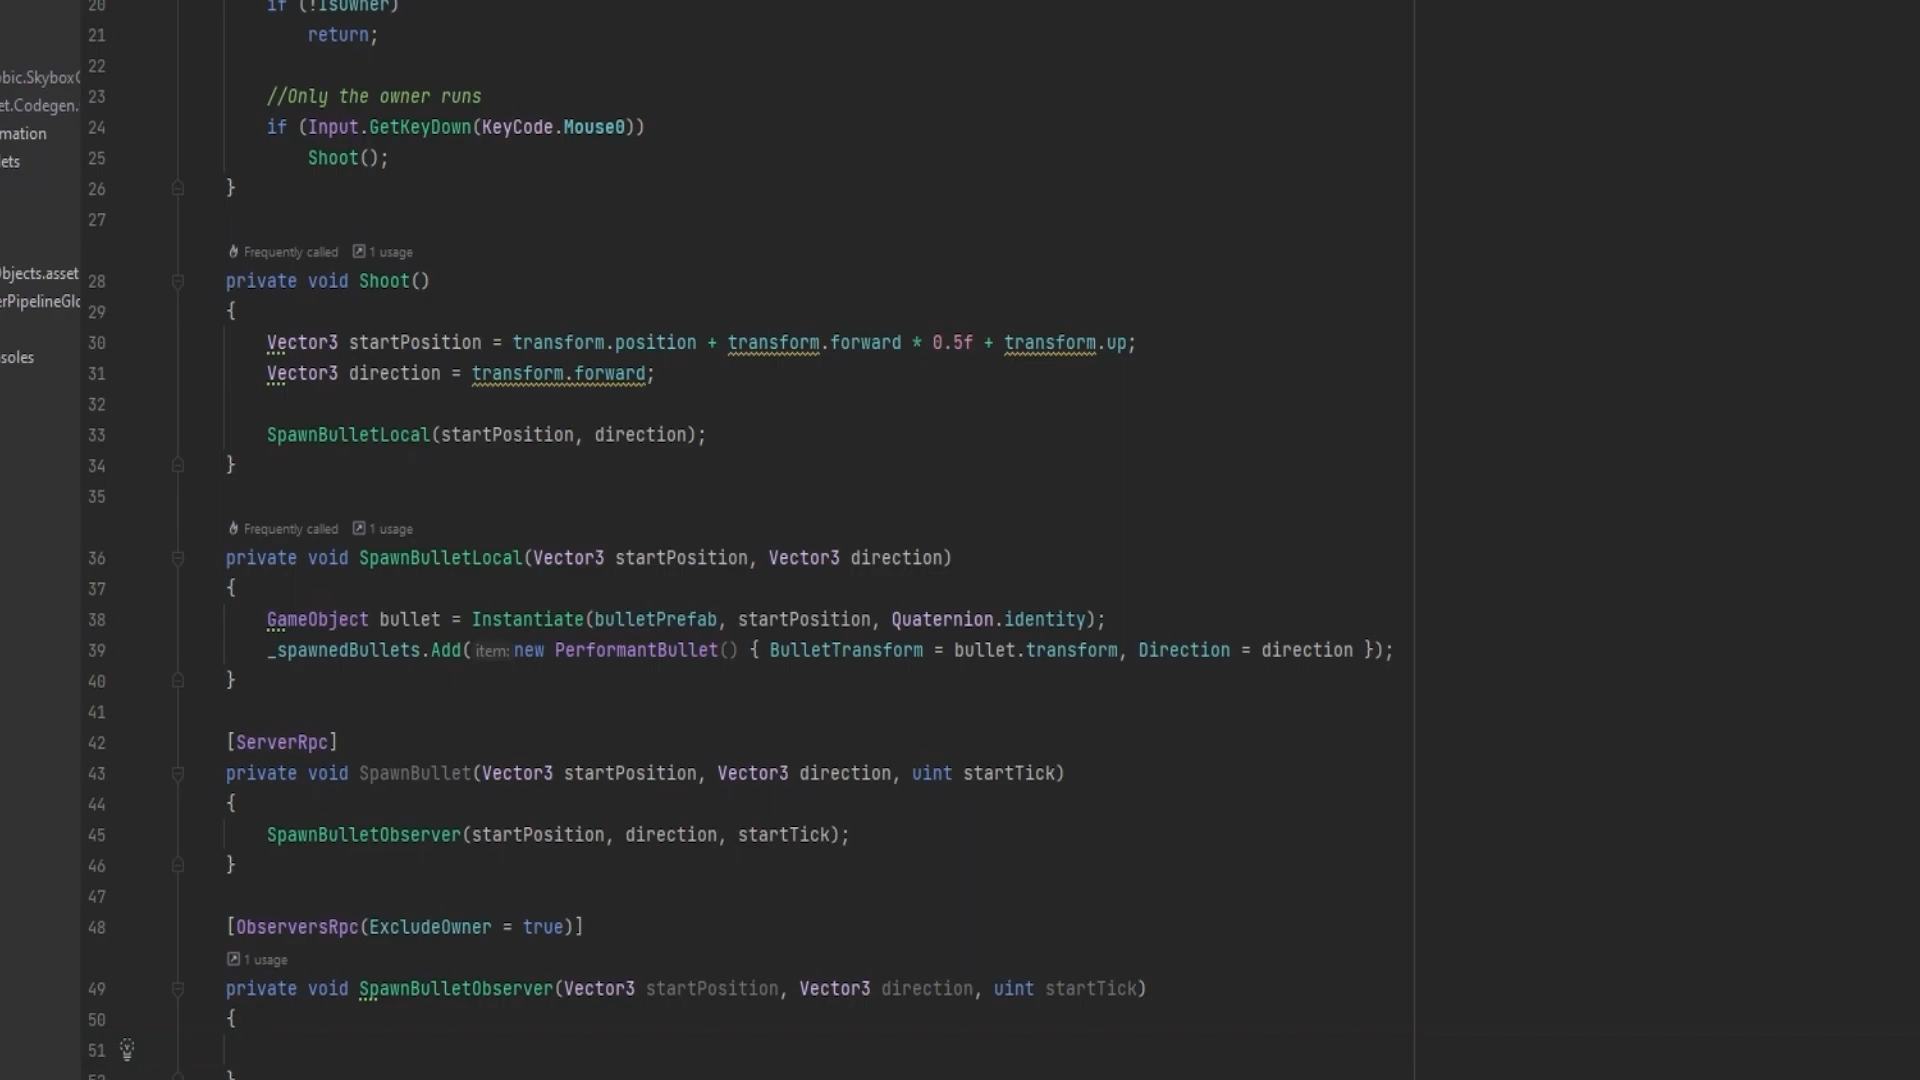 20 if (!IsOwner)
21 return;
22
bic.Skybox
23 //Only the owner runs
et.Codegen.
24 if (Input.GetKeyDown(KeyCode.Mouse0))
mation
25 Shoot();
ets
26 }
27
Frequently called 1 usage
bjects.asset
28 private void Shoot()
erPipelineGlo
29 {
30 Vector3 startPosition = transform.position + transform.forward * 0.5f + transform.up;
soles
31 Vector3 direction = transform.forward;
32
33 SpawnBulletLocal(startPosition, direction);
34 }
35
Frequently called 1 usage
36 private void SpawnBulletLocal(Vector3 startPosition, Vector3 direction)
37 {
38 GameObject bullet = Instantiate(bulletPrefab, startPosition, Quaternion.identity);
39 _spawnedBullets.Add(item: new PerformantBullet() { BulletTransform = bullet.transform, Direction = direction });
40 }
41
42 [ServerRpc]
43 private void SpawnBullet(Vector3 startPosition, Vector3 direction, uint startTick)
44 {
45 SpawnBulletObserver(startPosition, direction, startTick);
46 }
47
48 [ObserversRpc(ExcludeOwner = true)]
1 usage
49 private void SpawnBulletObserver(Vector3 startPosition, Vector3 direction, uint startTick)
50 {
51
52 }